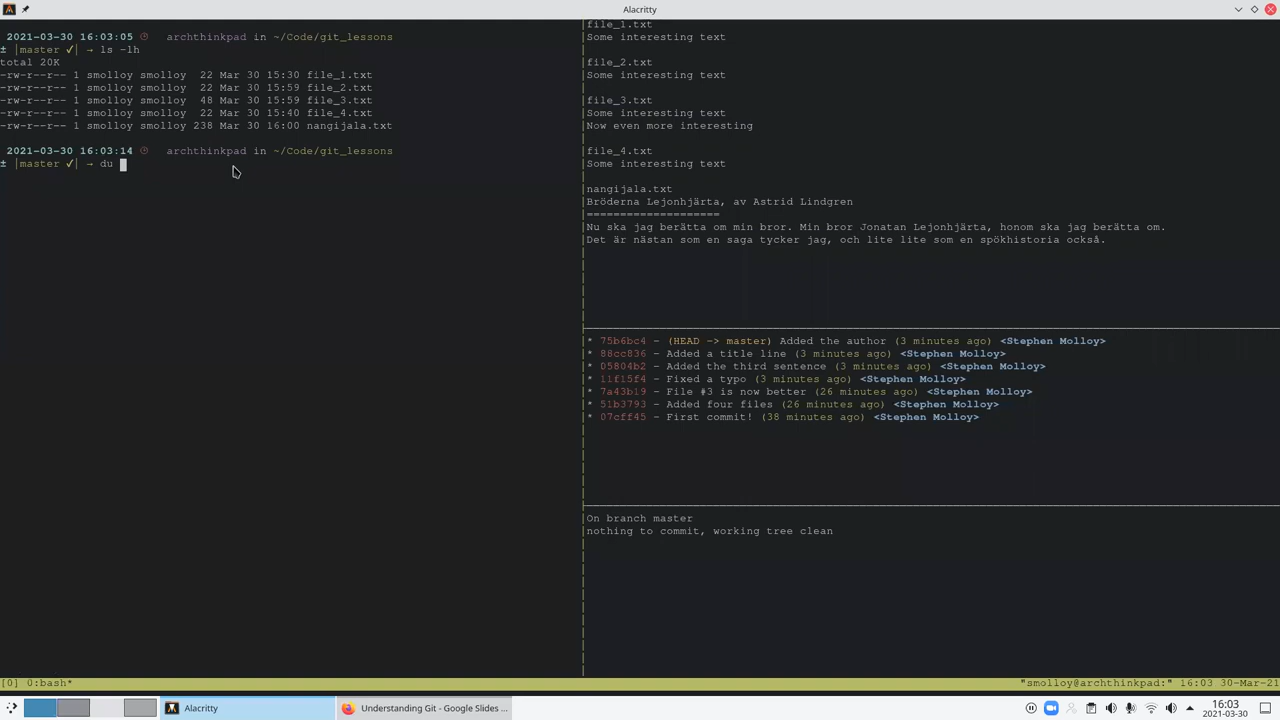 Alacritty
2021-03-30 16:03:05 archthinkpad in ~/Code/git_lessons
± |master ✓| → ls -lh
total 20K
-rw-r--r-- 1 smolloy smolloy  22 Mar 30 15:30 file_1.txt
-rw-r--r-- 1 smolloy smolloy  22 Mar 30 15:59 file_2.txt
-rw-r--r-- 1 smolloy smolloy  48 Mar 30 15:59 file_3.txt
-rw-r--r-- 1 smolloy smolloy  22 Mar 30 15:40 file_4.txt
-rw-r--r-- 1 smolloy smolloy 238 Mar 30 16:00 nangijala.txt
2021-03-30 16:03:14 archthinkpad in ~/Code/git_lessons
± |master ✓| → du
file_1.txt
Some interesting text
file_2.txt
Some interesting text
file_3.txt
Some interesting text
Now even more interesting
file_4.txt
Some interesting text
nangijala.txt
Bröderna Lejonhjärta, av Astrid Lindgren
====================
Nu ska jag berätta om min bror. Min bror Jonatan Lejonhjärta, honom ska jag berätta om.
Det är nästan som en saga tycker jag, och lite lite som en spökhistoria också.
* 75b6bc4 - (HEAD -> master) Added the author (3 minutes ago) <Stephen Molloy>
* 88cc836 - Added a title line (3 minutes ago) <Stephen Molloy>
* 05804b2 - Added the third sentence (3 minutes ago) <Stephen Molloy>
* 11f15f4 - Fixed a typo (3 minutes ago) <Stephen Molloy>
* 7a43b19 - File #3 is now better (26 minutes ago) <Stephen Molloy>
* 51b3793 - Added four files (26 minutes ago) <Stephen Molloy>
* 07cff45 - First commit! (38 minutes ago) <Stephen Molloy>
On branch master
nothing to commit, working tree clean
[0] 0:bash* "smolloy@archthinkpad:" 16:03 30-Mar-21
Alacritty
Understanding Git - Google Slides ...
16:03
2021-03-30